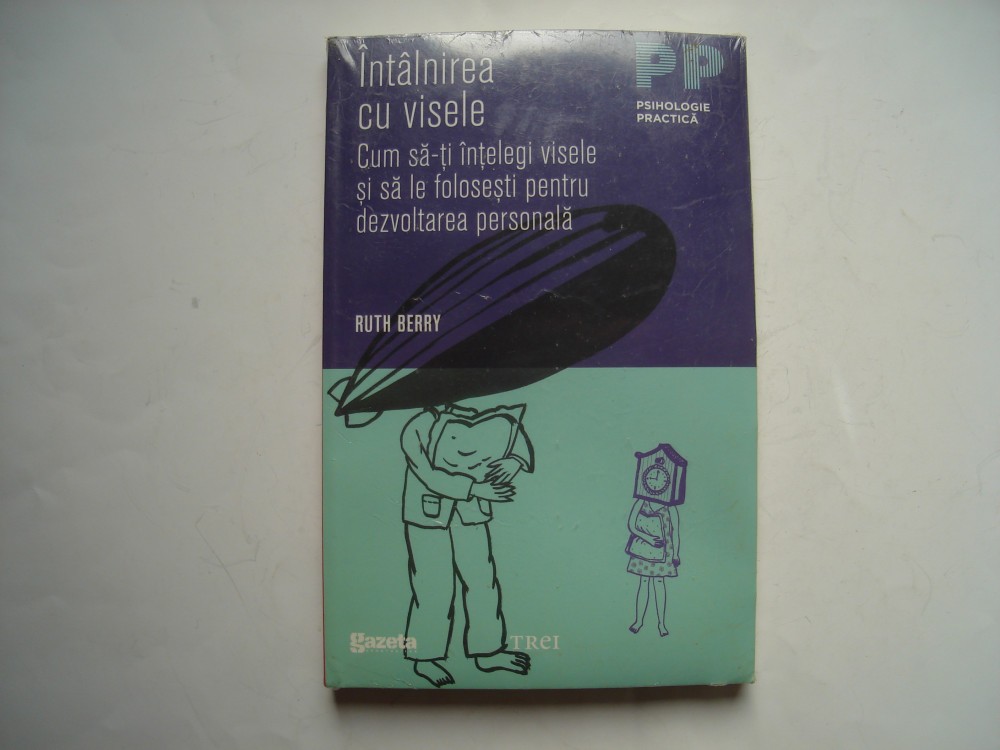 Întâlnirea
cu visele
Cum să-ți înțelegi visele
și să le folosești pentru
dezvoltarea personală
PP
PSIHOLOGIE
PRACTICĂ
RUTH BERRY
gazeta
TREI